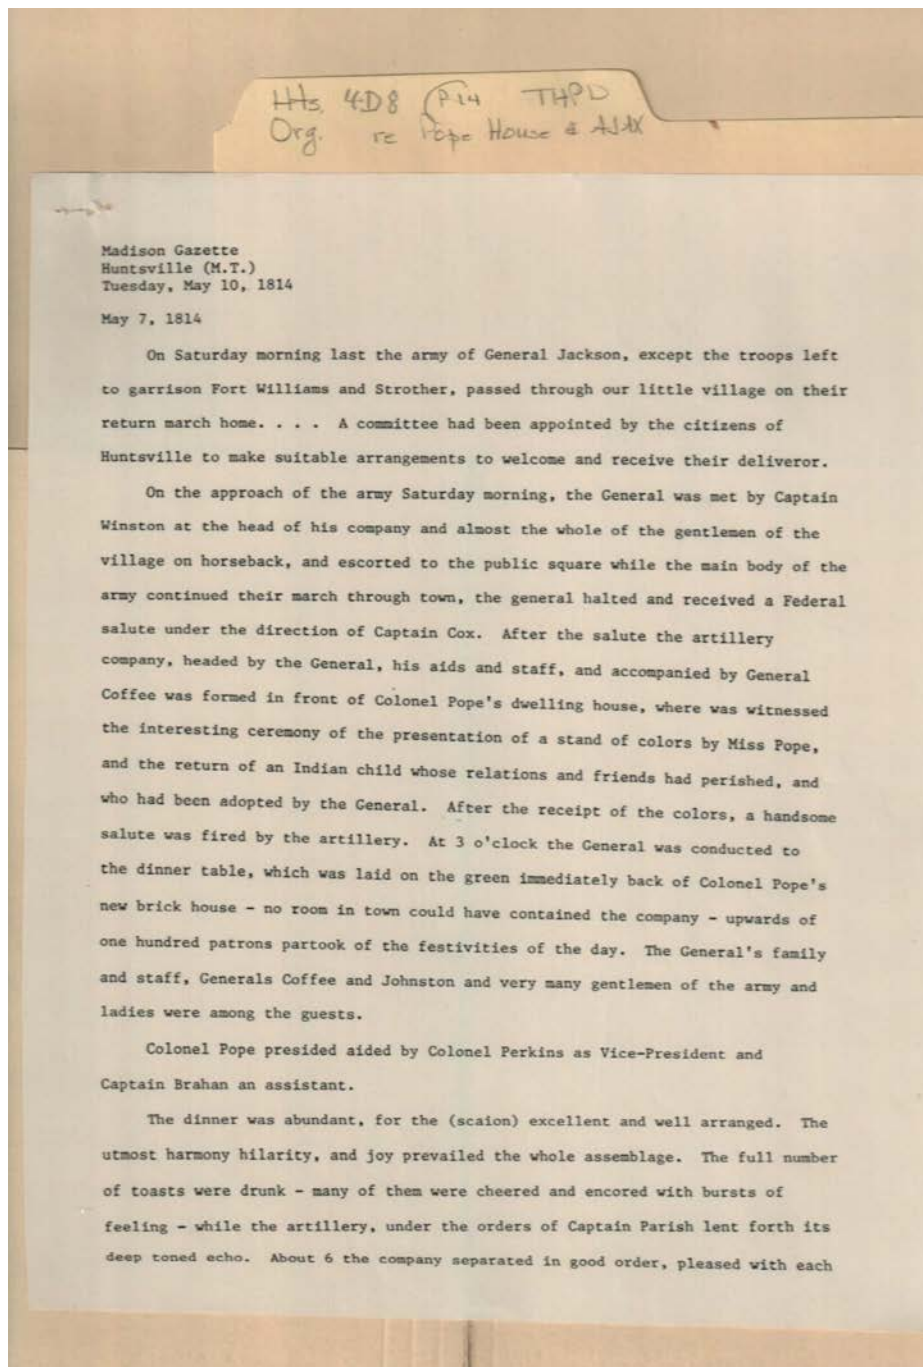 Hts. 4D8 (P-14 THPD
Org. re Pope House & AJAX
Madison Gazette
Huntsville (M.T.)
Tuesday, May 10, 1814
May 7, 1814
On Saturday morning last the army of General Jackson, except the troops left
to garrison Fort Williams and Strother, passed through our little village on their
return march home. . . . A committee had been appointed by the citizens of
Huntsville to make suitable arrangements to welcome and receive their deliveror.
On the approach of the army Saturday morning, the General was met by Captain
Winston at the head of his company and almost the whole of the gentlemen of the
village on horseback, and escorted to the public square while the main body of the
army continued their march through town, the general halted and received a Federal
salute under the direction of Captain Cox. After the salute the artillery
company, headed by the General, his aids and staff, and accompanied by General
Coffee was formed in front of Colonel Pope's dwelling house, where was witnessed
the interesting ceremony of the presentation of a stand of colors by Miss Pope,
and the return of an Indian child whose relations and friends had perished, and
who had been adopted by the General. After the receipt of the colors, a handsome
salute was fired by the artillery. At 3 o'clock the General was conducted to
the dinner table, which was laid on the green immediately back of Colonel Pope's
new brick house - no room in town could have contained the company - upwards of
one hundred patrons partook of the festivities of the day. The General's family
and staff, Generals Coffee and Johnston and very many gentlemen of the army and
ladies were among the guests.
Colonel Pope presided aided by Colonel Perkins as Vice-President and
Captain Brahan an assistant.
The dinner was abundant, for the (scaion) excellent and well arranged. The
utmost harmony hilarity, and joy prevailed the whole assemblage. The full number
of toasts were drunk - many of them were cheered and encored with bursts of
feeling - while the artillery, under the orders of Captain Parish lent forth its
deep toned echo. About 6 the company separated in good order, pleased with each